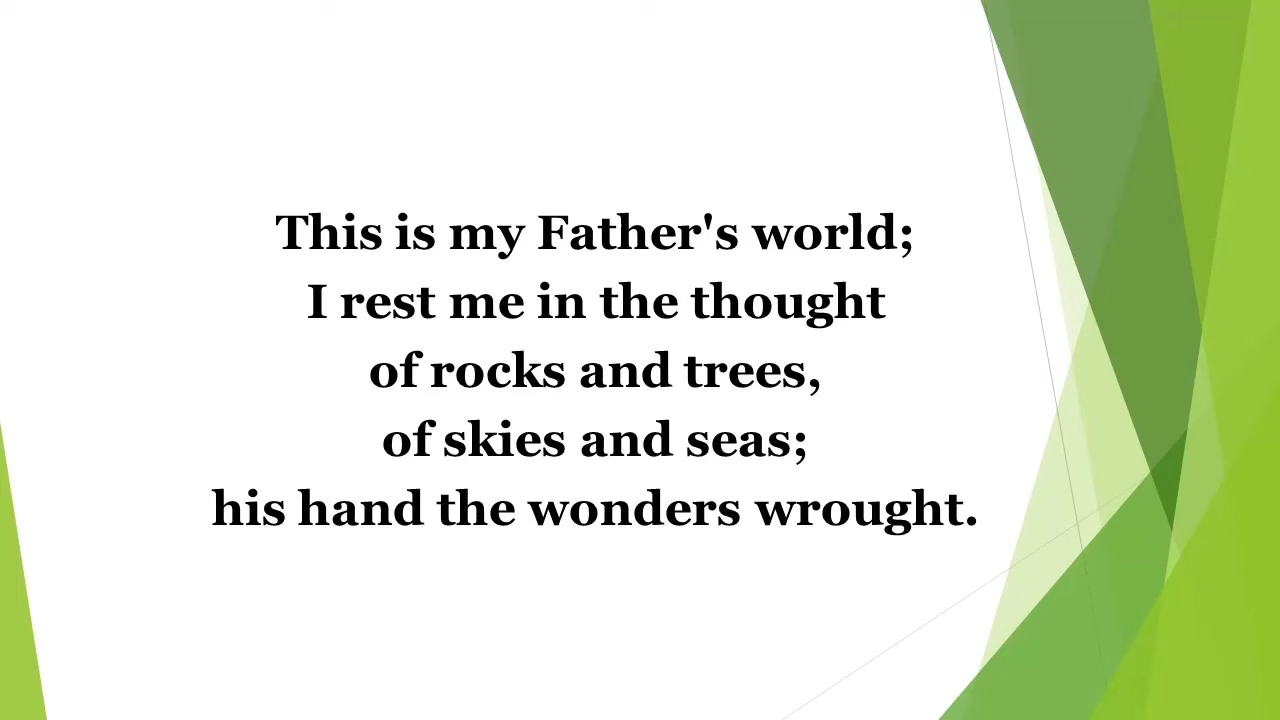 This is my Father's world;
I rest me in the thought
of rocks and trees,
of skies and seas;
his hand the wonders wrought.